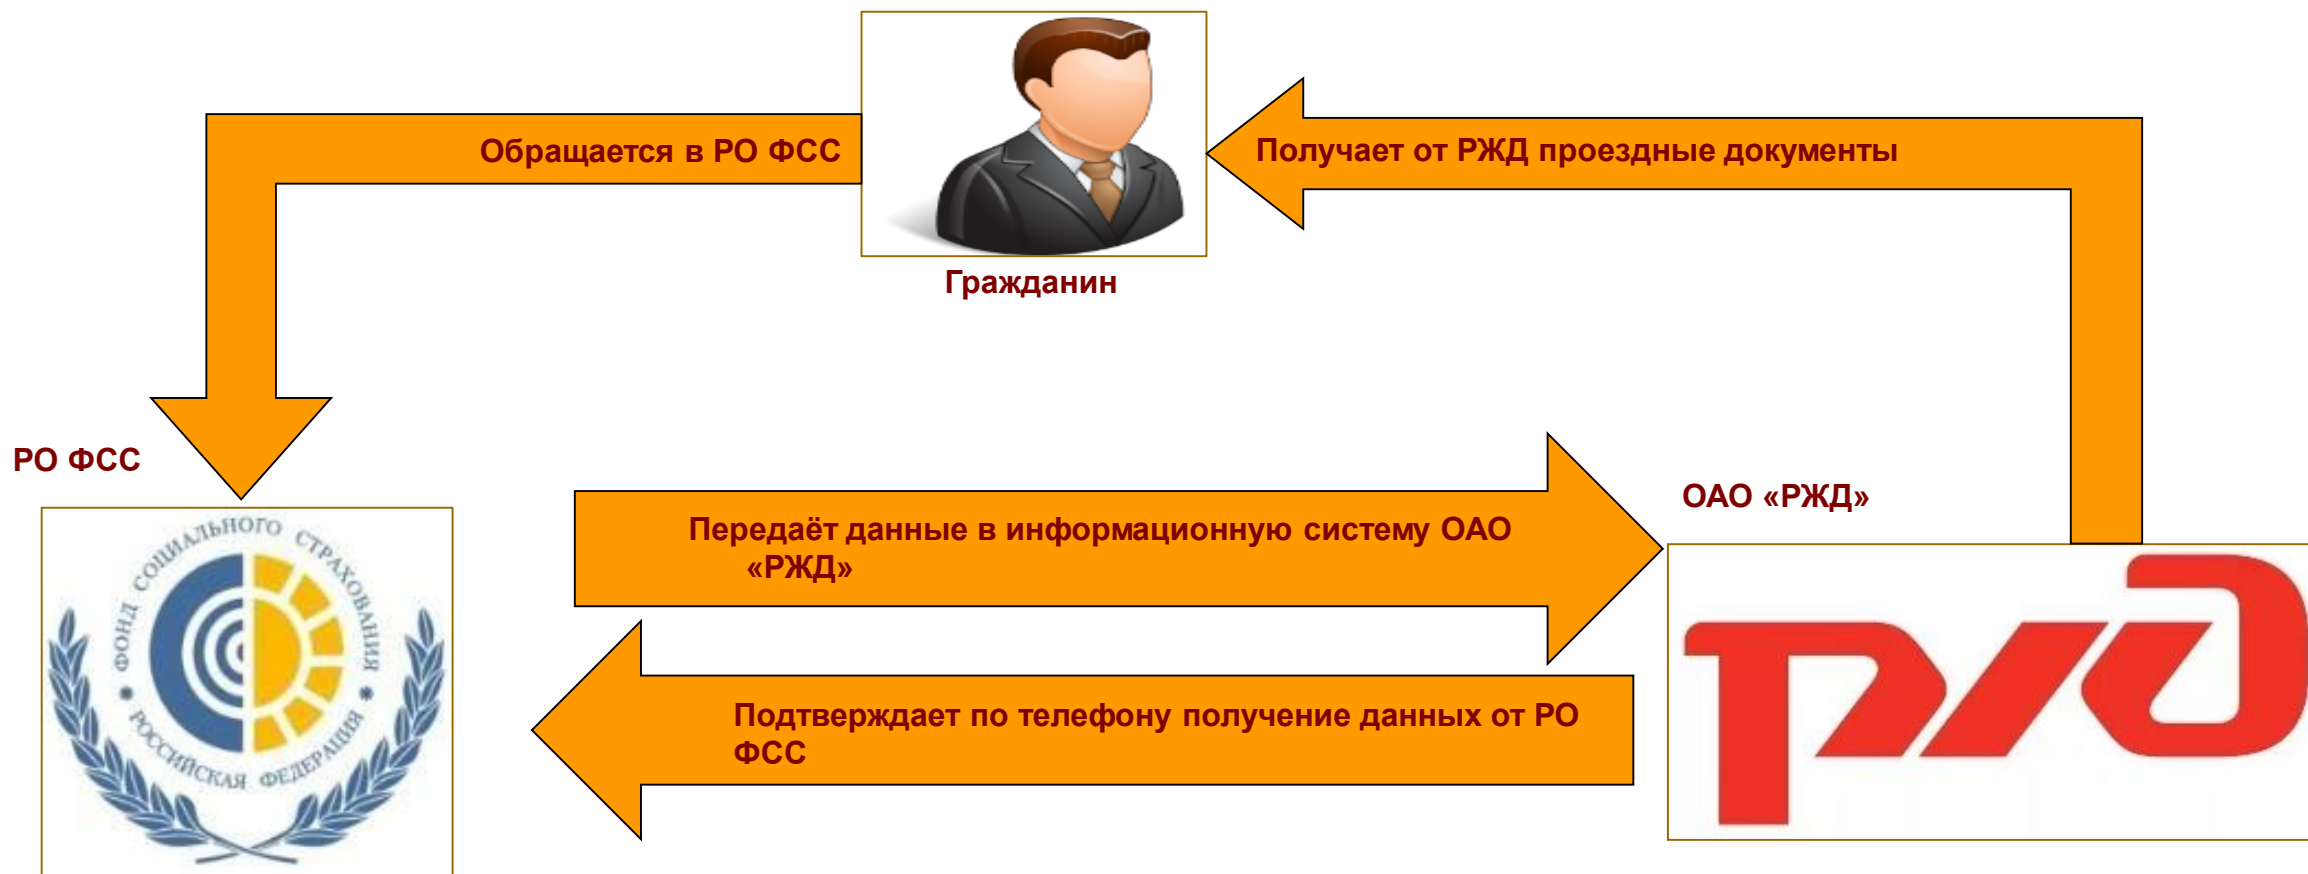 Обращается в РО ФСС
Получает от РЖД проездные документы
Гражданин
РО ФСС
ОАО «РЖД»
Передаёт данные в информационную систему ОАО
«РЖД»
Подтверждает по телефону получение данных от РО
ФСС
ФОНД СОЦИАЛЬНОГО СТРАХОВАНИЯ
РОССИЙСКАЯ ФЕДЕРАЦИЯ
РЖД